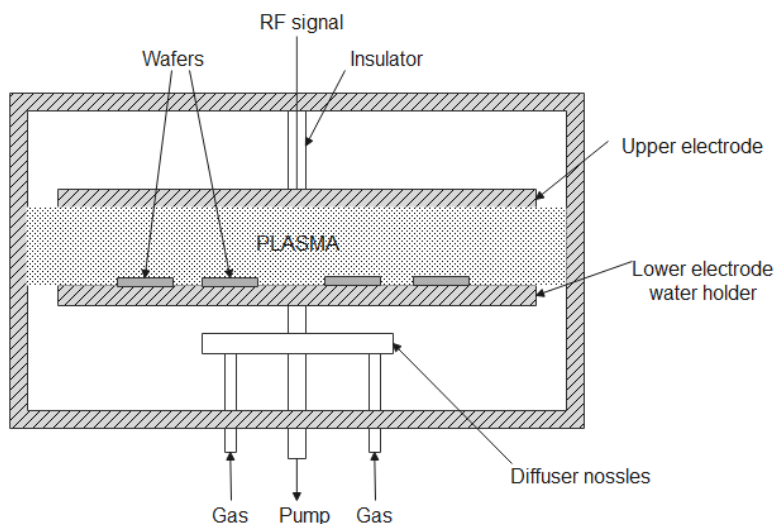 RF signal
Wafers
Insulator
Upper electrode
PLASMA
Lower electrode
water holder
Diffuser nossles
Gas
Pump
Gas